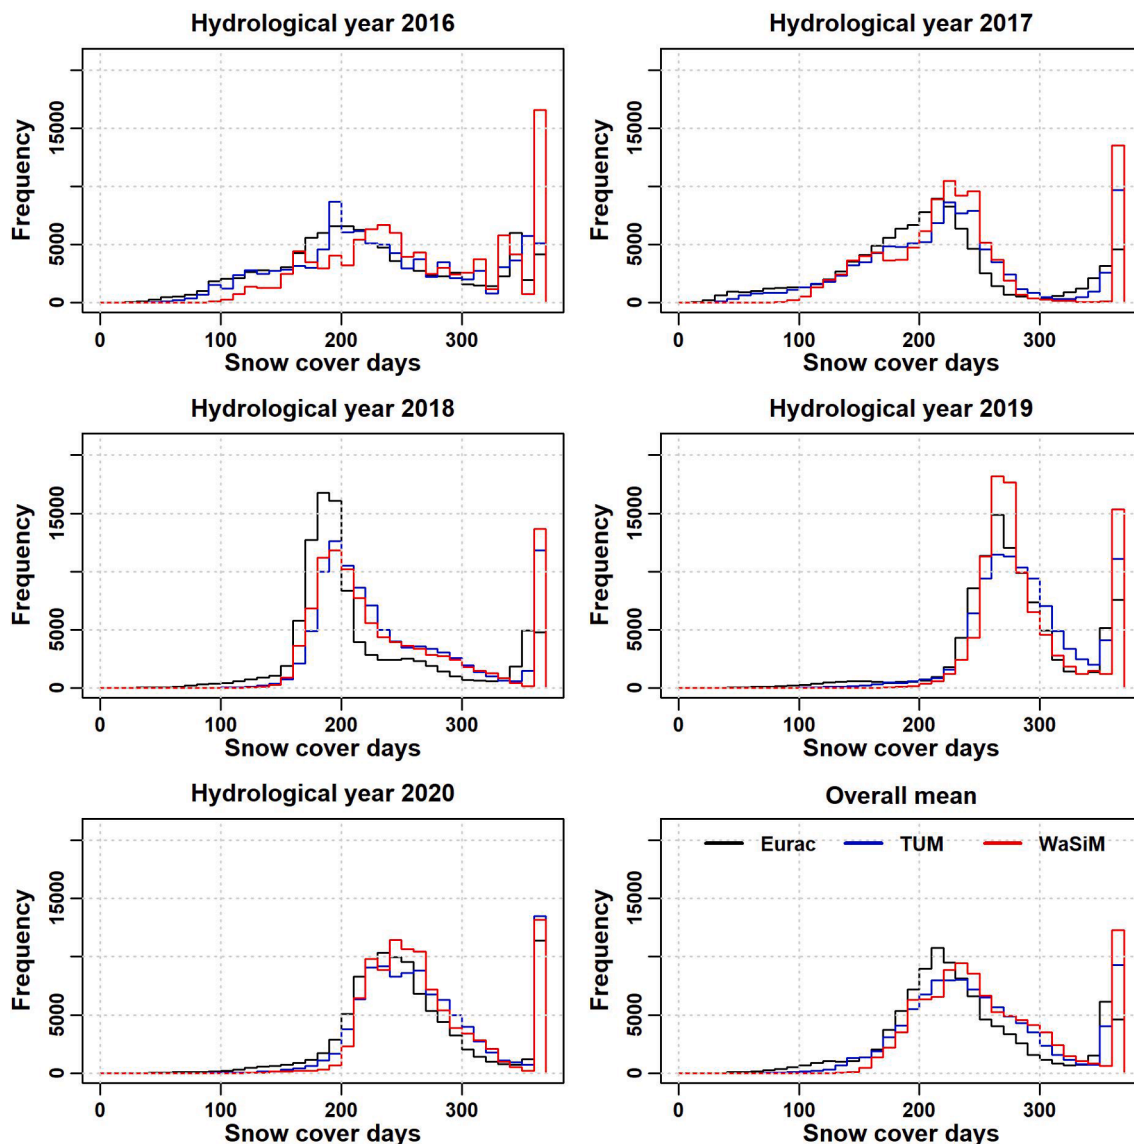 Hydrological year 2016
Frequency
0
5000
15000
0
100
200
300
Snow cover days
Hydrological year 2017
Frequency
0
5000
15000
0
100
200
300
Snow cover days
Hydrological year 2018
Frequency
0
5000
15000
0
100
200
300
Snow cover days
Hydrological year 2019
Frequency
0
5000
15000
0
100
200
300
Snow cover days
Hydrological year 2020
Frequency
0
5000
15000
0
100
200
300
Snow cover days
Overall mean
Eurac TUM WaSiM
Frequency
0
5000
15000
0
100
200
300
Snow cover days